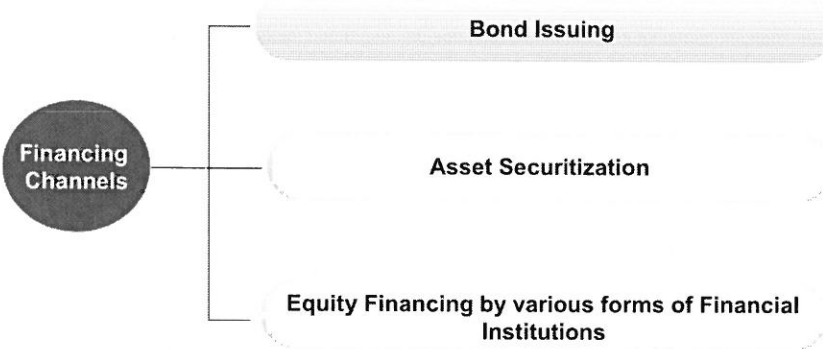 Bond Issuing
Financing
Channels
Asset Securitization
Equity Financing by various forms of Financial
Institutions